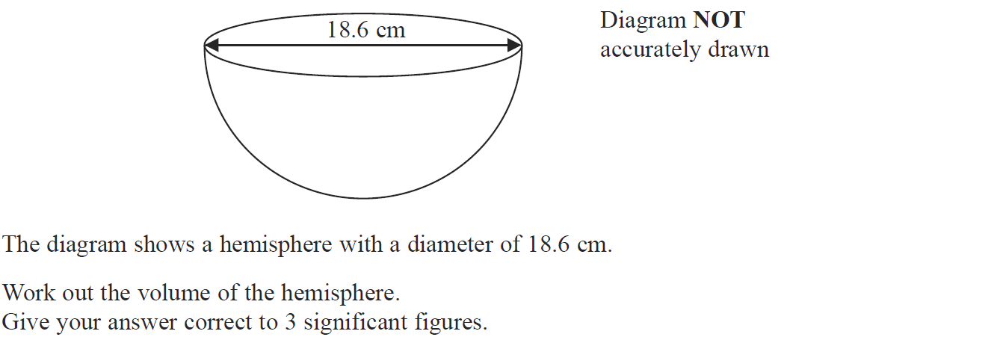 18.6 cm
Diagram NOT
accurately drawn
The diagram shows a hemisphere with a diameter of 18.6 cm.
Work out the volume of the hemisphere.
Give your answer correct to 3 significant figures.